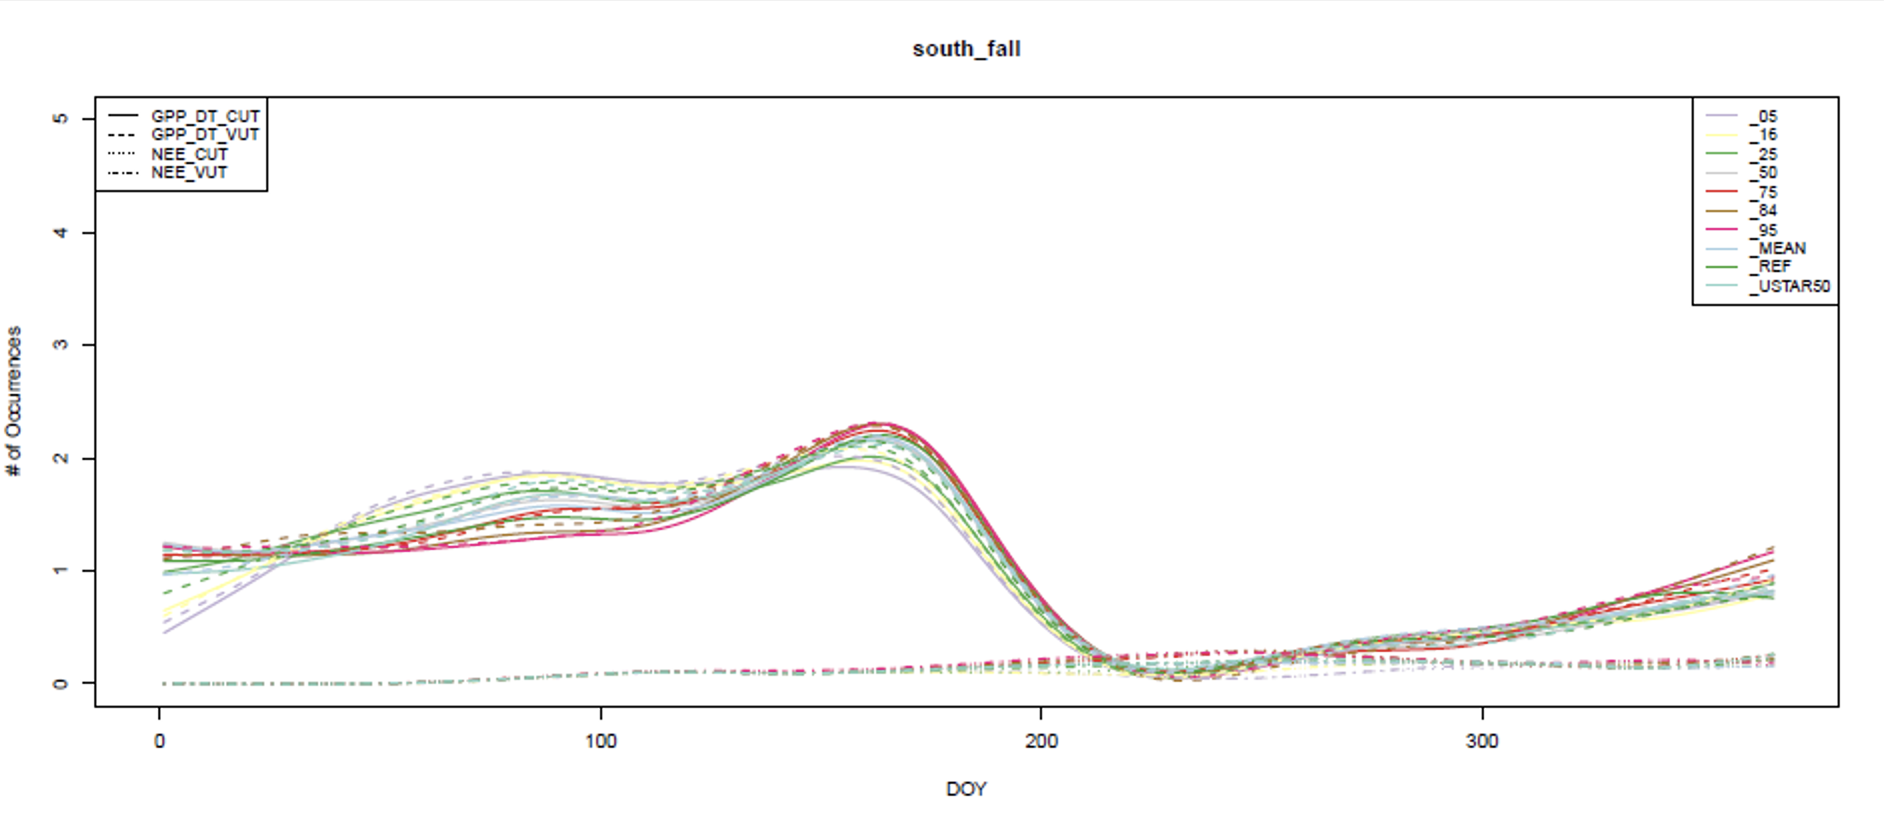 south_fall
GPP_DT_CUT
GPP_DT_VUT
NEE_CUT
NEE_VUT
_05
_16
_25
_50
_75
_84
_95
_MEAN
_REF
_USTAR50
# of Occurrences
5
4
3
2
1
0
0 100 200 300
DOY